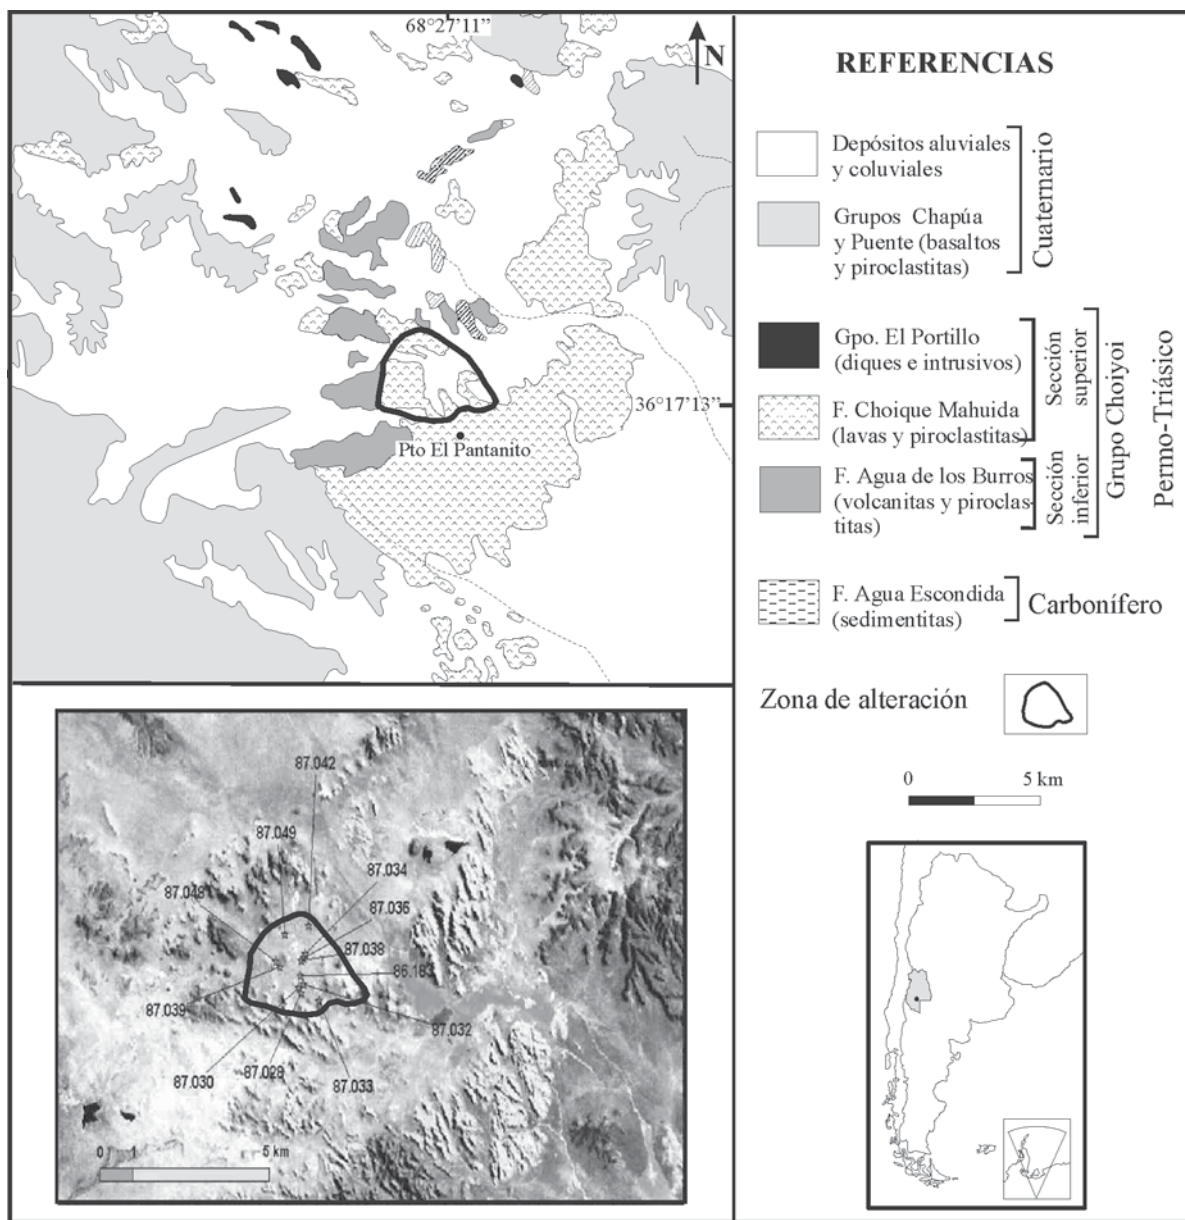 68°27'11"
N
36°17'13"
Pto El Pantanito
REFERENCIAS
Depósitos aluviales
y coluviales
Grupos Chapúa
y Puente (basaltos
y piroclastitas)
Cuaternario
Gpo. El Portillo
(diques e intrusivos)
F. Choique Mahuida
(lavas y piroclastitas)
Sección
superior
F. Agua de los Burros
(volcanitas y piroclas-
titas)
Sección
inferior
Grupo Choiyoi
Permo-Triásico
F. Agua Escondida
(sedimentitas)
Carbonífero
Zona de alteración
0 5 km
87.042
87.049
87.034
87.048
87.036
87.038
86.183
87.039
87.032
87.030
87.028
87.033
0 1 5 km